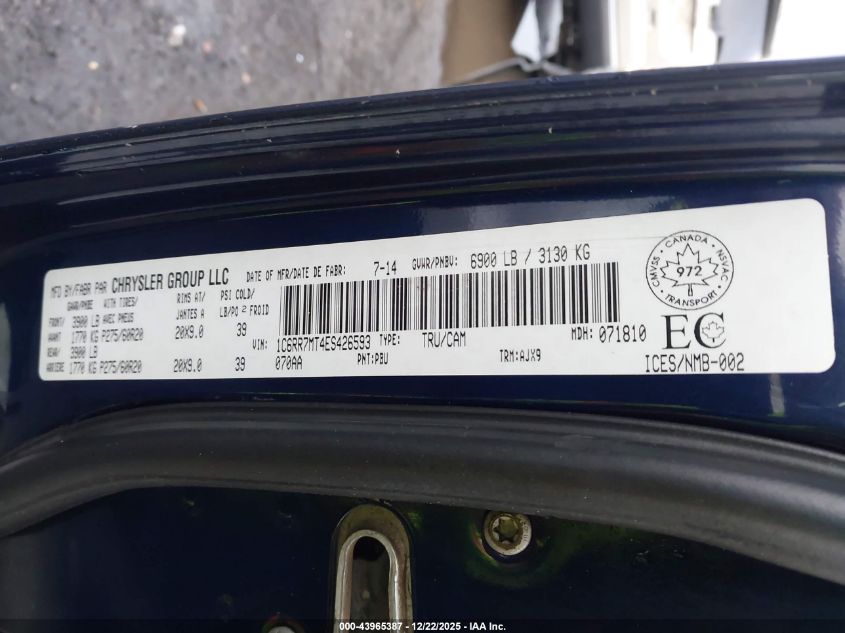 MFD BY/FABR PAR CHRYSLER GROUP LLC DATE OF MFR/DATE DE FABR: 7-14 GVWR/PNBV: 6900 LB / 3130 KG
GAWR/PNBE WITH TIRES/ RIMS AT/ PSI COLD/
AVEC PNEUS JANTES A LB/PO 2 FROID
FRONT/ 3900 LB
AVANT 1770 KG P275/60R20 20X9.0 39
REAR/ 3900 LB
ARRIERE 1770 KG P275/60R20 20X9.0 39
VIN: 1C6RR7MT4ES426593 TYPE: TRU/CAM MDH: 071810
070AA PNT: PBU TRM: AJX9
CMVSS CANADA NSVAC
972
TRANSPORT
EC
ICES/NMB-002
000-43965387 - 12/22/2025 - IAA Inc.